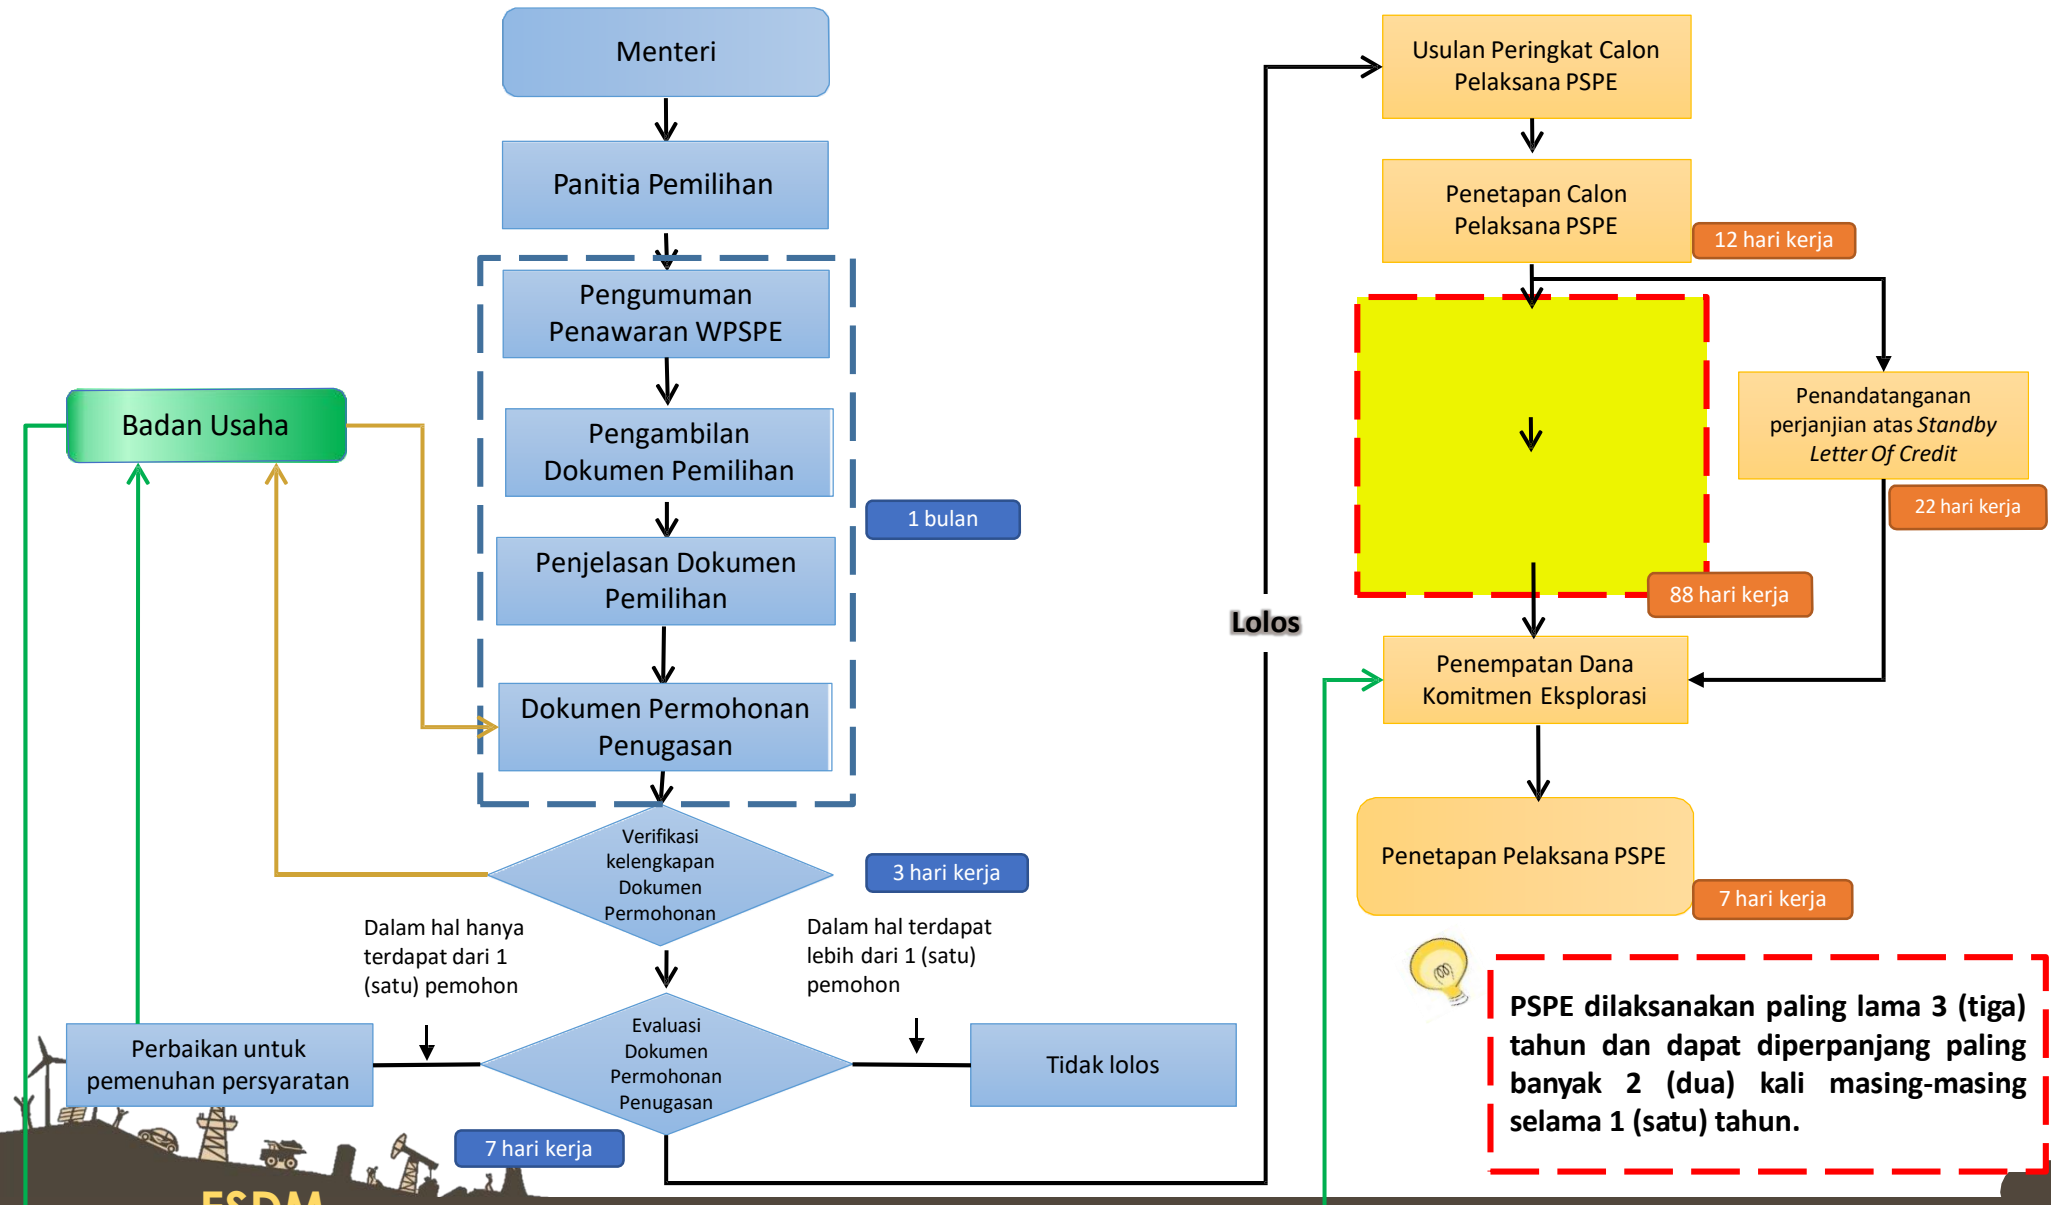 Menteri
Panitia Pemilihan
Pengumuman
Penawaran WPSPE
Pengambilan
Dokumen Pemilihan
Penjelasan Dokumen
Pemilihan
1 bulan
Dokumen Permohonan
Penugasan
Badan Usaha
Verifikasi
kelengkapan
Dokumen
Permohonan
3 hari kerja
Dalam hal hanya
terdapat dari 1
(satu) pemohon
Dalam hal terdapat
lebih dari 1 (satu)
pemohon
Evaluasi
Dokumen
Permohonan
Penugasan
Perbaikan untuk
pemenuhan persyaratan
Tidak lolos
7 hari kerja
Lolos
Usulan Peringkat Calon
Pelaksana PSPE
Penetapan Calon
Pelaksana PSPE
12 hari kerja
Penandatanganan
perjanjian atas Standby
Letter Of Credit
22 hari kerja
88 hari kerja
Penempatan Dana
Komitmen Eksplorasi
Penetapan Pelaksana PSPE
7 hari kerja
PSPE dilaksanakan paling lama 3 (tiga)
tahun dan dapat diperpanjang paling
banyak 2 (dua) kali masing-masing
selama 1 (satu) tahun.
ESDM